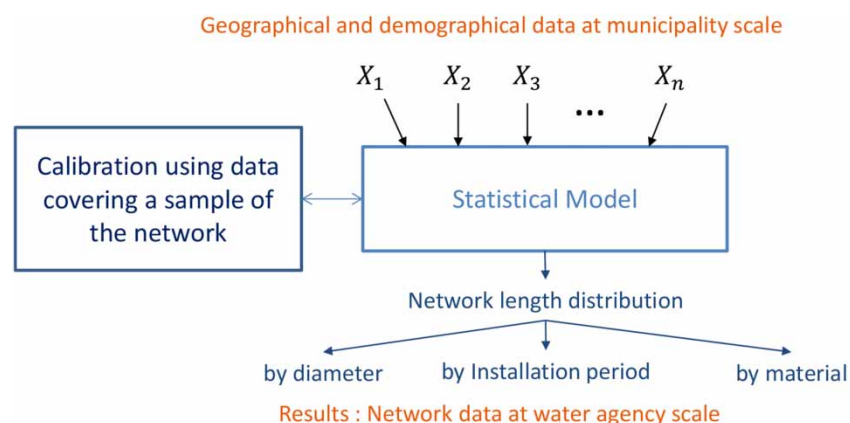 Geographical and demographical data at municipality scale
X₁ X₂ X₃ ... Xₙ
Calibration using data
covering a sample of
the network
Statistical Model
Network length distribution
by diameter by Installation period by material
Results : Network data at water agency scale